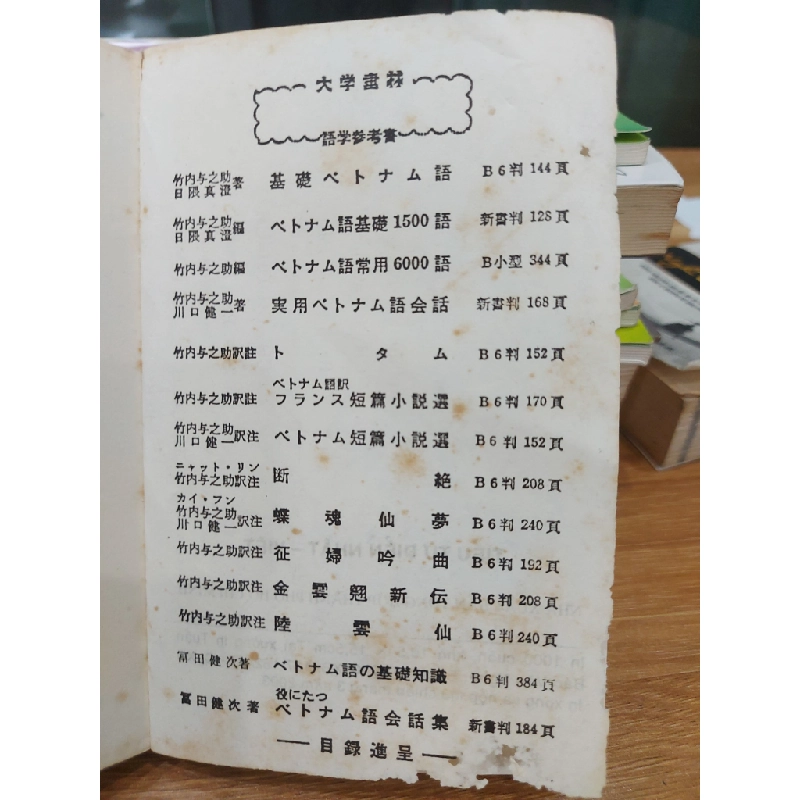 大学書林
語学参考書
竹内与之助 日隈真澄 著 基礎ベトナム語 B6判 144頁
竹内与之助 日隈真澄 編 ベトナム語基礎1500語 新書判 128頁
竹内与之助編 ベトナム語常用6000語 B小型 344頁
竹内与之助 川口健一 著 実用ベトナム語会話 新書判 168頁
竹内与之助訳註 トタム B6判 152頁
ベトナム語訳
竹内与之助訳註 フランス短篇小説選 B6判 170頁
竹内与之助 川口健一 訳注 ベトナム短篇小説選 B6判 152頁
ニャット・リン
竹内与之助訳注 断絶 B6判 208頁
カイ・フン
竹内与之助 川口健一 訳注 蝶魂仙夢 B6判 240頁
竹内与之助訳注 征婦吟曲 B6判 192頁
竹内与之助訳注 金雲翹新伝 B6判 208頁
竹内与之助訳注 陸雲仙 B6判 240頁
冨田健次著 ベトナム語の基礎知識 B6判 384頁
役にたつ
冨田健次著 ベトナム語会話集 新書判 184頁
— 目録進呈 —